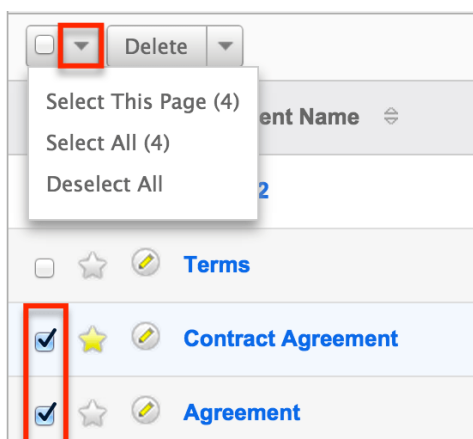 Delete
Select This Page (4)
Select All (4)
Deselect All
ent Name
2
Terms
Contract Agreement
Agreement